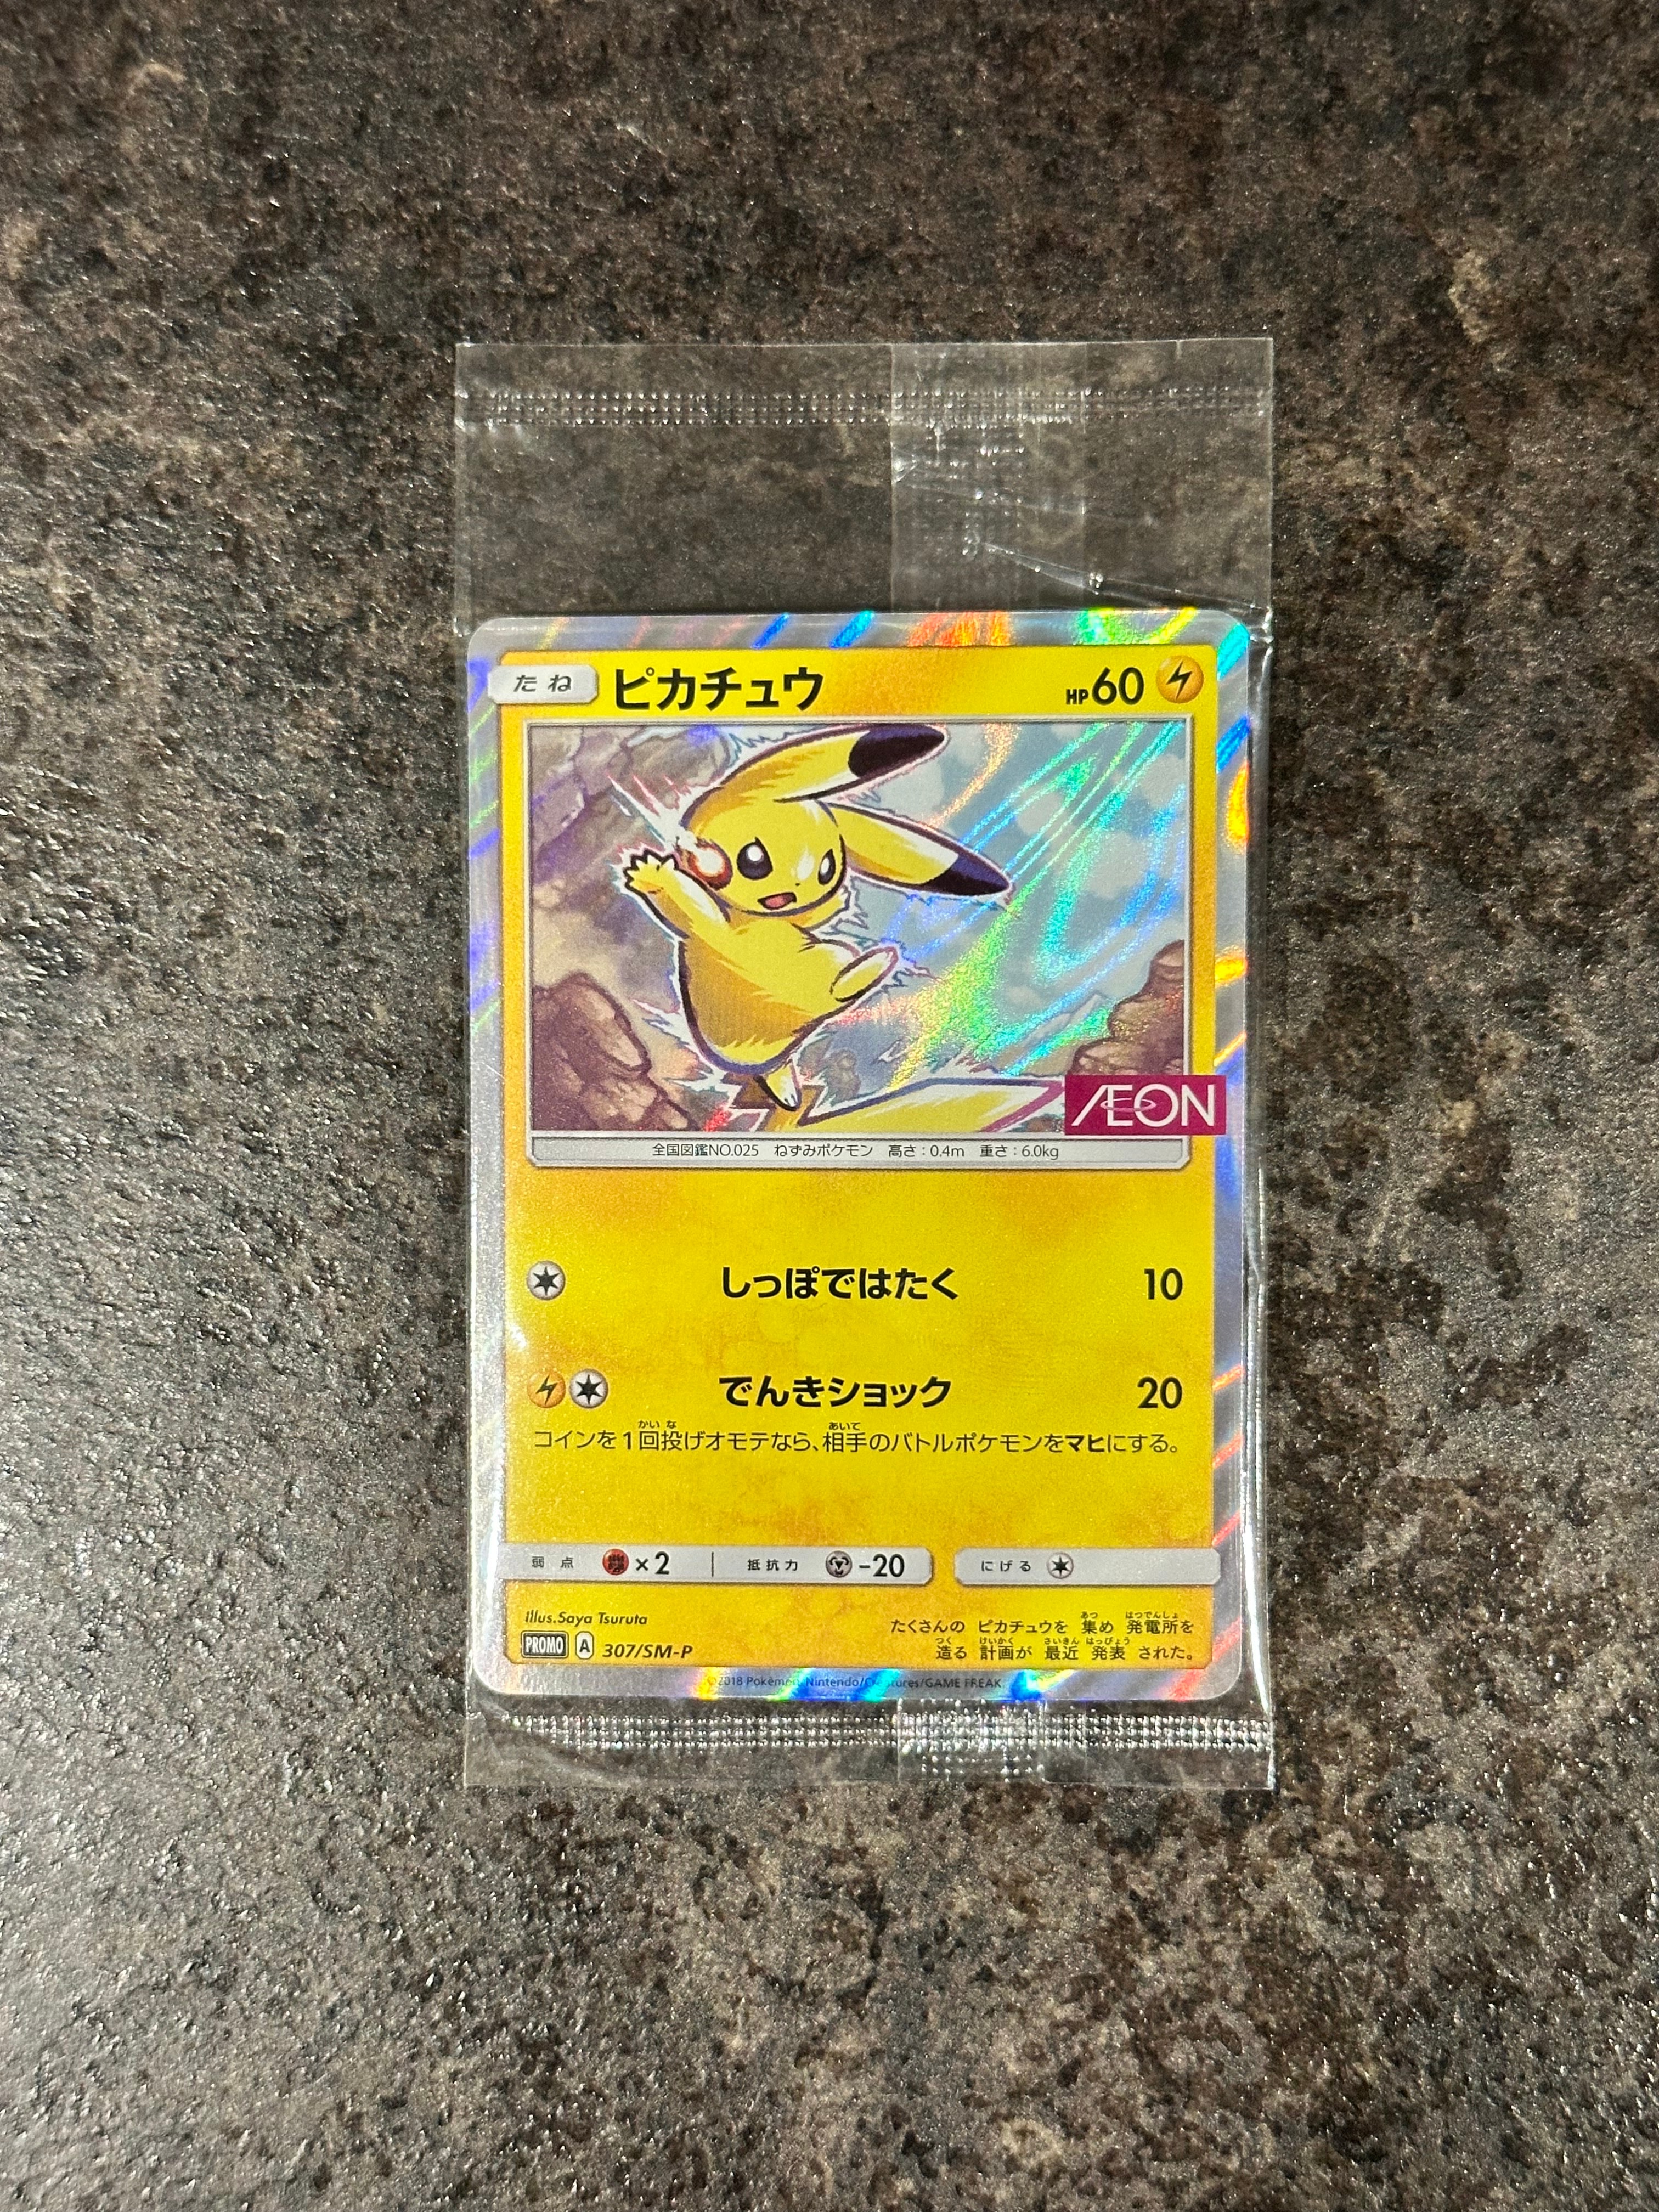 たね ピカチュウ HP60
ÆON
全国図鑑NO.025 ねずみポケモン 高さ:0.4m 重さ:6.0kg
しっぽではたく 10
でんきショック 20
コインを1回投げオモテなら、相手のバトルポケモンをマヒにする。
弱点 ×2 抵抗力 -20 にげる
Illus.Saya Tsuruta
PROMO A 307/SM-P
たくさんの ピカチュウを 集め 発電所を
造る 計画が 最近 発表 された。
©2018 Pokémon/Nintendo/Creatures/GAME FREAK